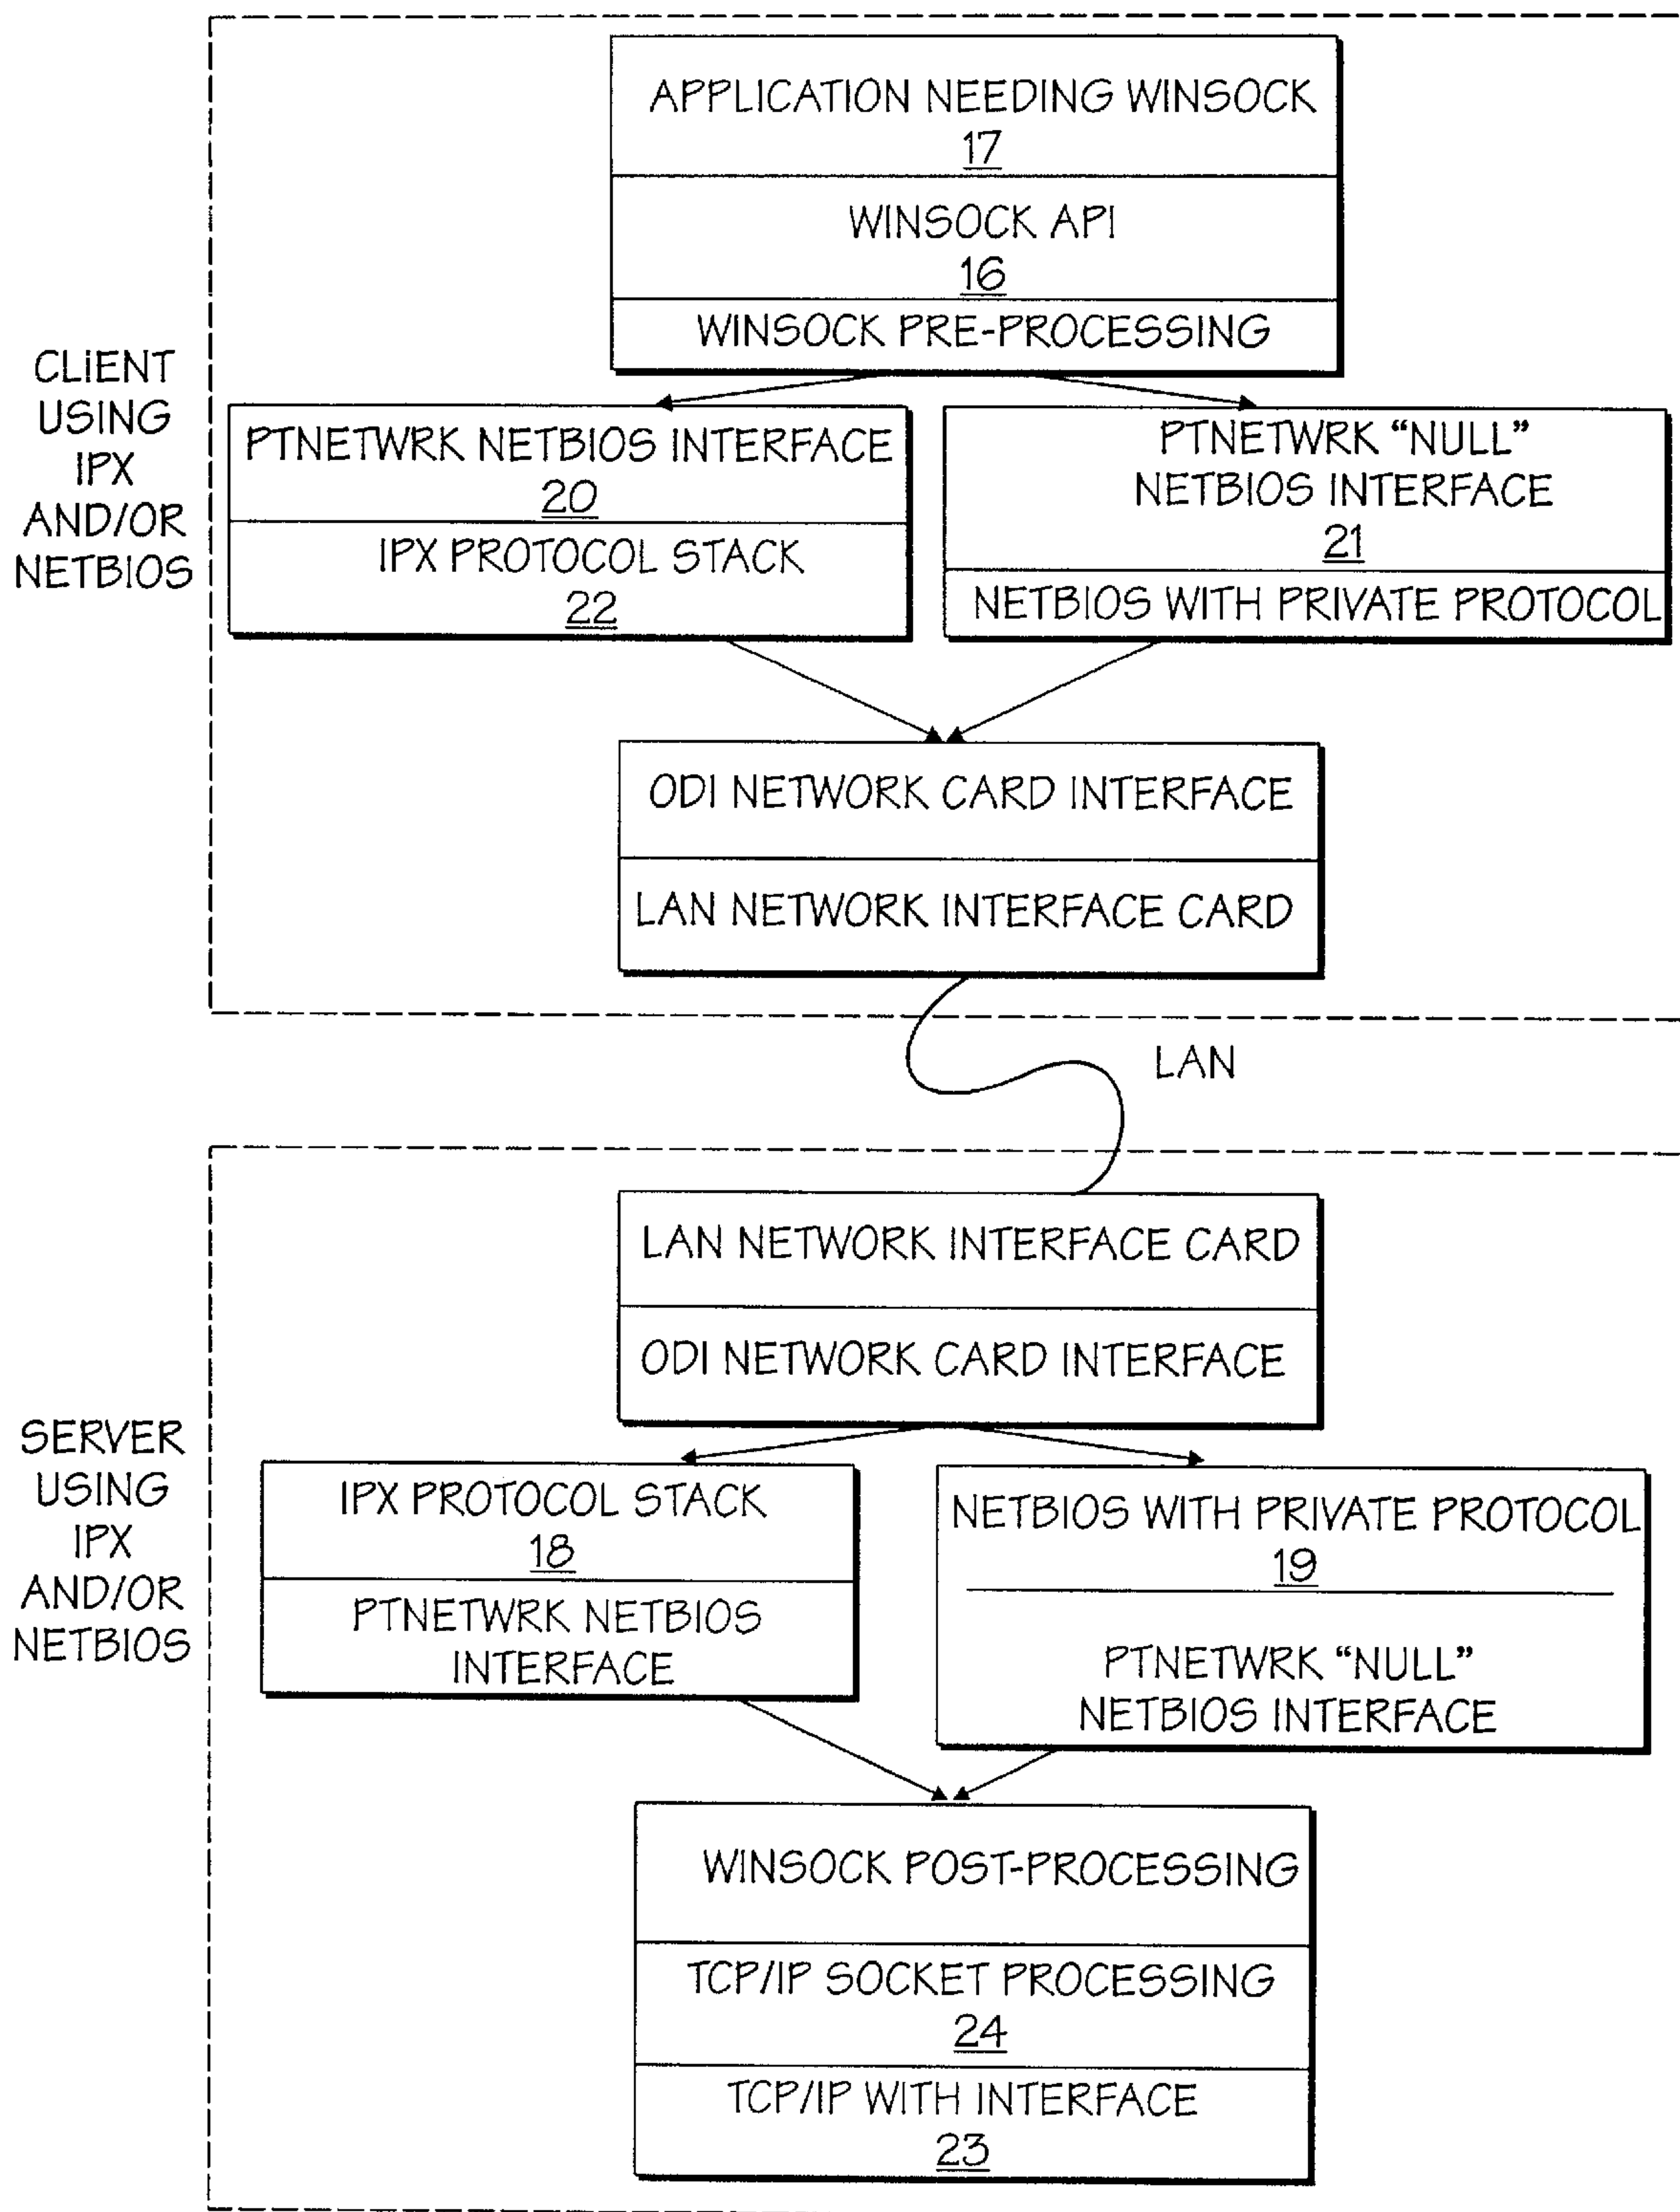 APPLICATION NEEDING WINSOCK
17
WINSOCK API
16
WINSOCK PRE-PROCESSING
CLIENT
USING
IPX
AND/OR
NETBIOS
PTNETWRK NETBIOS INTERFACE
20
IPX PROTOCOL STACK
22
PTNETWRK “NULL”
NETBIOS INTERFACE
21
NETBIOS WITH PRIVATE PROTOCOL
ODI NETWORK CARD INTERFACE
LAN NETWORK INTERFACE CARD
LAN
LAN NETWORK INTERFACE CARD
ODI NETWORK CARD INTERFACE
SERVER
USING
IPX
AND/OR
NETBIOS
IPX PROTOCOL STACK
18
PTNETWRK NETBIOS
INTERFACE
NETBIOS WITH PRIVATE PROTOCOL
19
PTNETWRK “NULL”
NETBIOS INTERFACE
WINSOCK POST-PROCESSING
TCP/IP SOCKET PROCESSING
24
TCP/IP WITH INTERFACE
23